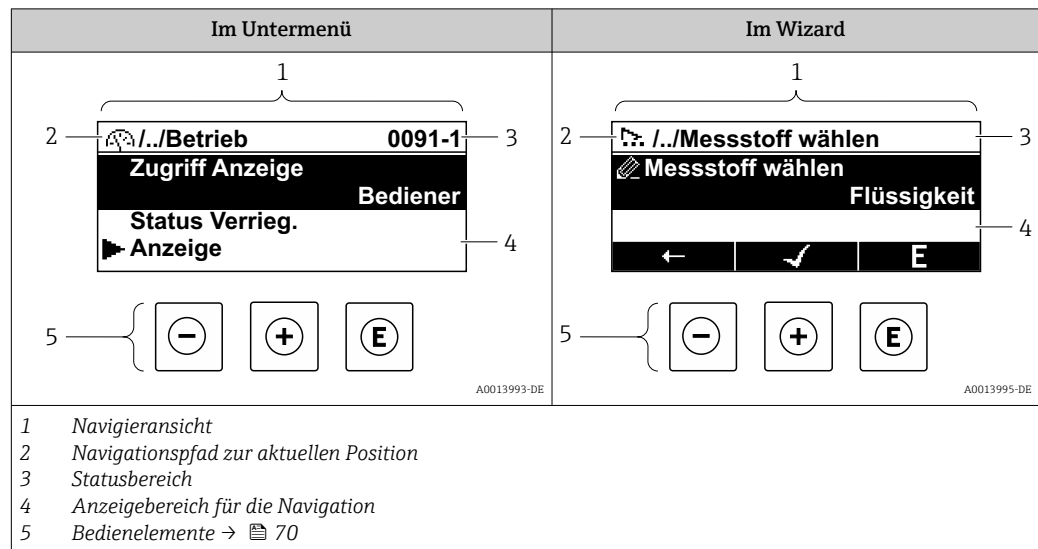 Im Untermenü
Im Wizard
1
2
/../Betrieb 0091-1
3
Zugriff Anzeige
Bediener
Status Verrieg.
Anzeige
4
5
- + E
A0013993-DE
1
2
/../Messstoff wählen
3
Messstoff wählen
Flüssigkeit
4
← ✓ E
5
- + E
A0013995-DE
1 Navigieransicht
2 Navigationspfad zur aktuellen Position
3 Statusbereich
4 Anzeigebereich für die Navigation
5 Bedienelemente → 70